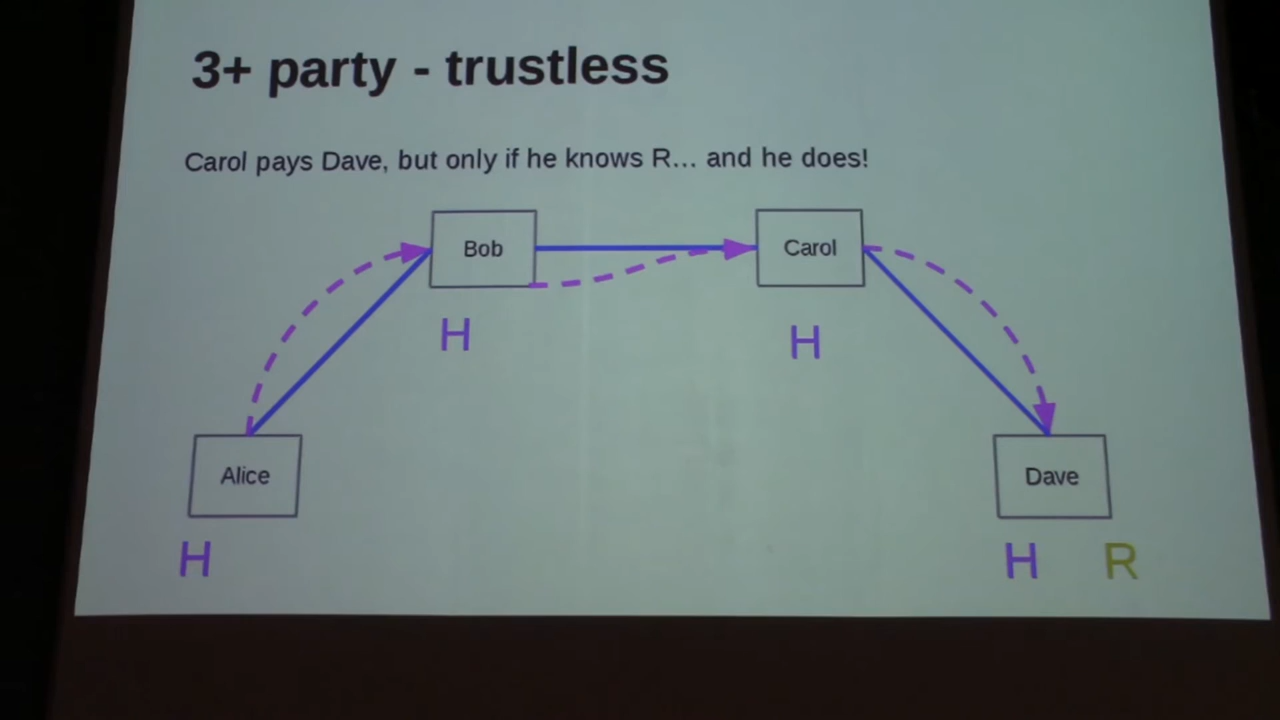 3+ party - trustless
Carol pays Dave, but only if he knows R... and he does!
Bob
Carol
H
H
Alice
Dave
H
H
R